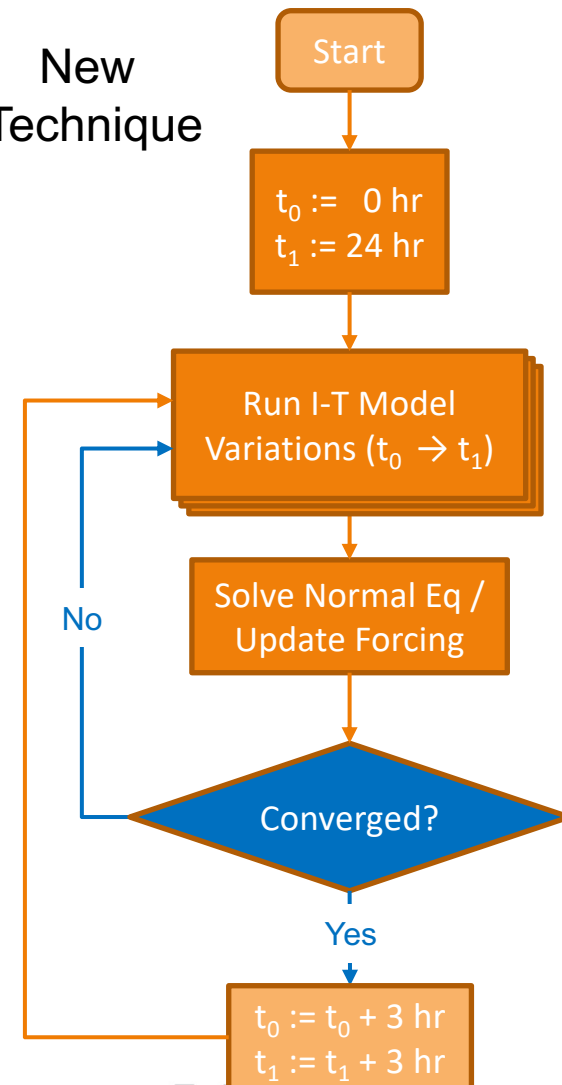 New
Technique
Start
t₀ := 0 hr
t₁ := 24 hr
Run I-T Model
Variations (t₀ → t₁)
Solve Normal Eq /
Update Forcing
No
Converged?
Yes
t₀ := t₀ + 3 hr
t₁ := t₁ + 3 hr